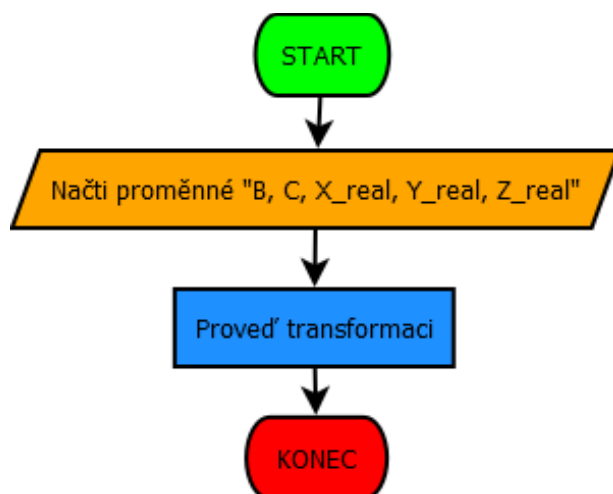 START
Načti proměnné "B, C, X_real, Y_real, Z_real"
Proveď transformaci
KONEC